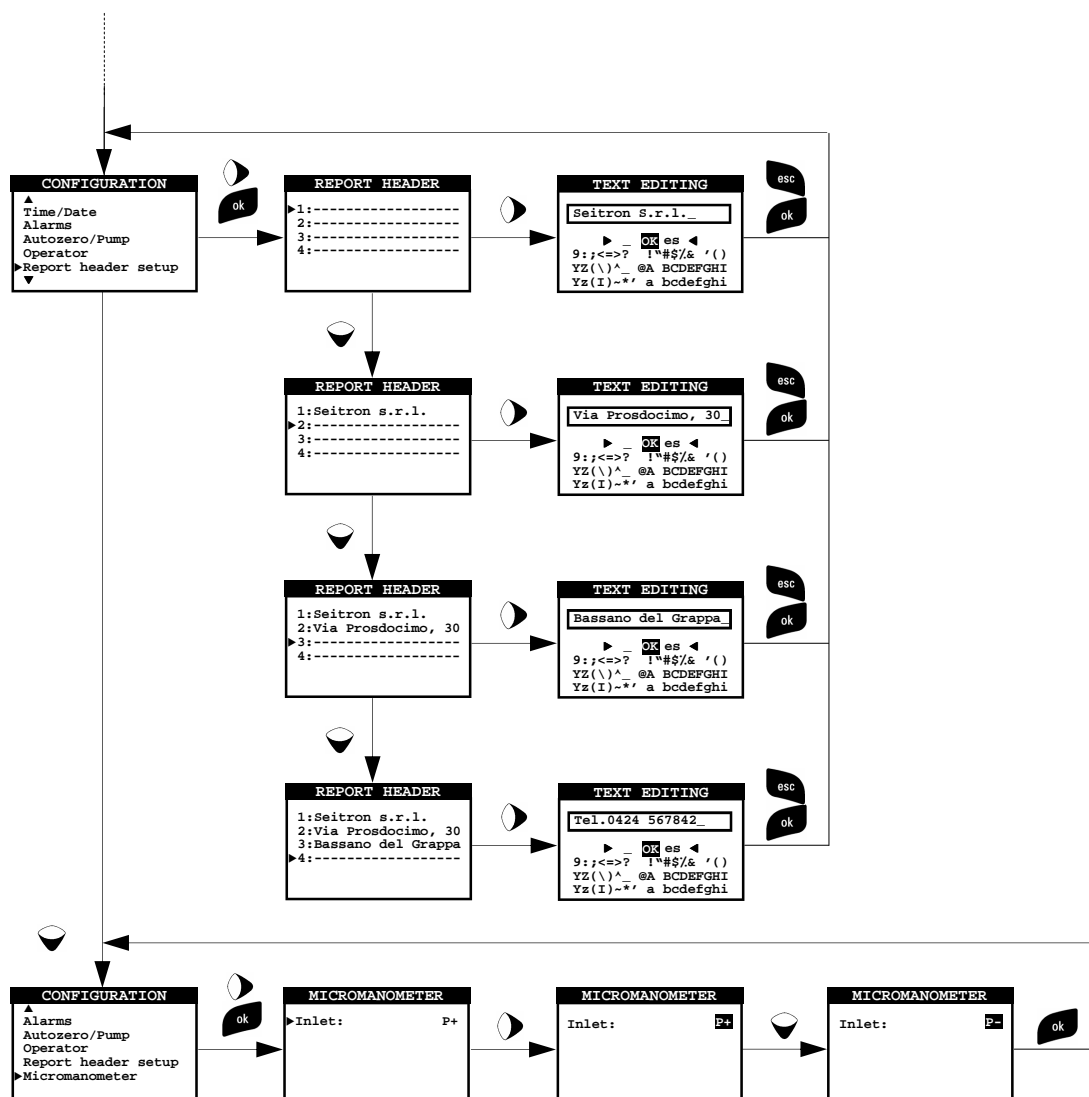 CONFIGURATION
▲
Time/Date
Alarms
Autozero/Pump
Operator
▶Report header setup
▼
ok
REPORT HEADER
▶1:------------------
2:------------------
3:------------------
4:------------------
TEXT EDITING
Seitron S.r.l._
▶ _ OK es ◀
9:;<=>? !"#$%& '()
YZ(\)^_ @A BCDEFGHI
Yz(I)~*' a bcdefghi
esc
ok
REPORT HEADER
1:Seitron s.r.l.
▶2:------------------
3:------------------
4:------------------
TEXT EDITING
Via Prosdocimo, 30_
▶ _ OK es ◀
9:;<=>? !"#$%& '()
YZ(\)^_ @A BCDEFGHI
Yz(I)~*' a bcdefghi
esc
ok
REPORT HEADER
1:Seitron s.r.l.
2:Via Prosdocimo, 30
▶3:------------------
4:------------------
TEXT EDITING
Bassano del Grappa_
▶ _ OK es ◀
9:;<=>? !"#$%& '()
YZ(\)^_ @A BCDEFGHI
Yz(I)~*' a bcdefghi
esc
ok
REPORT HEADER
1:Seitron s.r.l.
2:Via Prosdocimo, 30
3:Bassano del Grappa
▶4:------------------
TEXT EDITING
Tel.0424 567842_
▶ _ OK es ◀
9:;<=>? !"#$%& '()
YZ(\)^_ @A BCDEFGHI
Yz(I)~*' a bcdefghi
esc
ok
CONFIGURATION
▲
Alarms
Autozero/Pump
Operator
Report header setup
▶Micromanometer
ok
MICROMANOMETER
▶Inlet: P+
MICROMANOMETER
Inlet: P+
MICROMANOMETER
Inlet: P-
ok